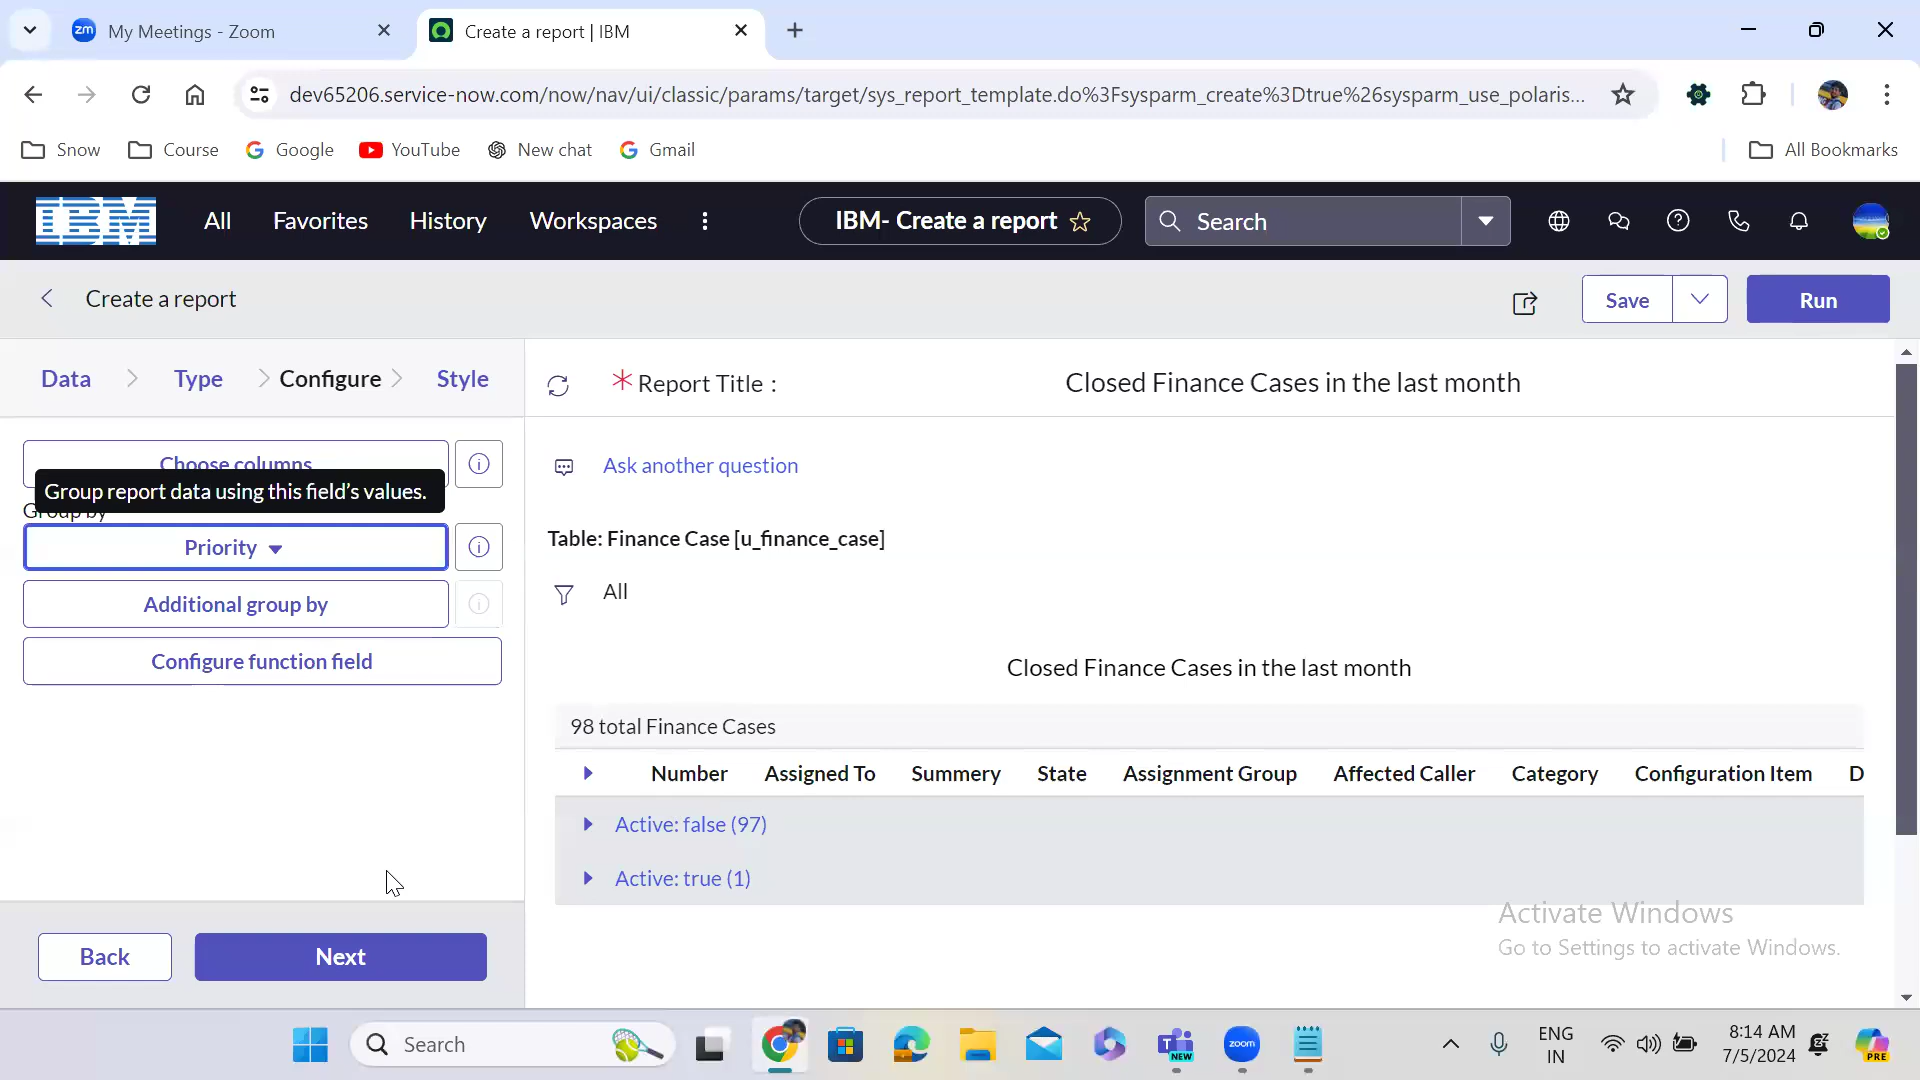 My Meetings - Zoom
Create a report | IBM
dev65206.service-now.com/now/nav/ui/classic/params/target/sys_report_template.do%3Fsysparm_create%3Dtrue%26sysparm_use_polaris...
Snow Course Google YouTube New chat Gmail All Bookmarks
IBM All Favorites History Workspaces IBM- Create a report Search
Create a report Save Run
Data Type Configure Style
* Report Title : Closed Finance Cases in the last month
Choose columns
Group report data using this field's values.
Group by
Priority
Additional group by
Configure function field
Back Next
Ask another question
Table: Finance Case [u_finance_case]
All
Closed Finance Cases in the last month
98 total Finance Cases
Number Assigned To Summery State Assignment Group Affected Caller Category Configuration Item D
Active: false (97)
Active: true (1)
Activate Windows
Go to Settings to activate Windows.
Search
NEW
zoom
ENG
IN
8:14 AM
7/5/2024
PRE